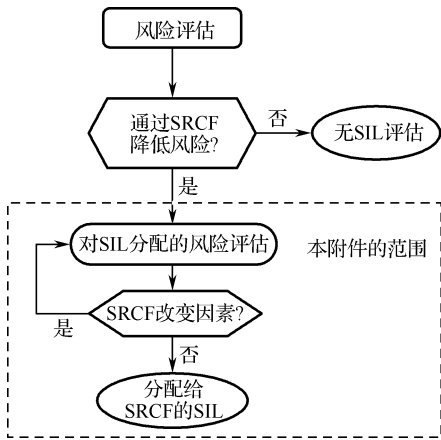 风险评估
通过SRCF
降低风险?
否
无SIL评估
是
对SIL分配的风险评估
本附件的范围
SRCF改变因素?
是
否
分配给
SRCF的SIL